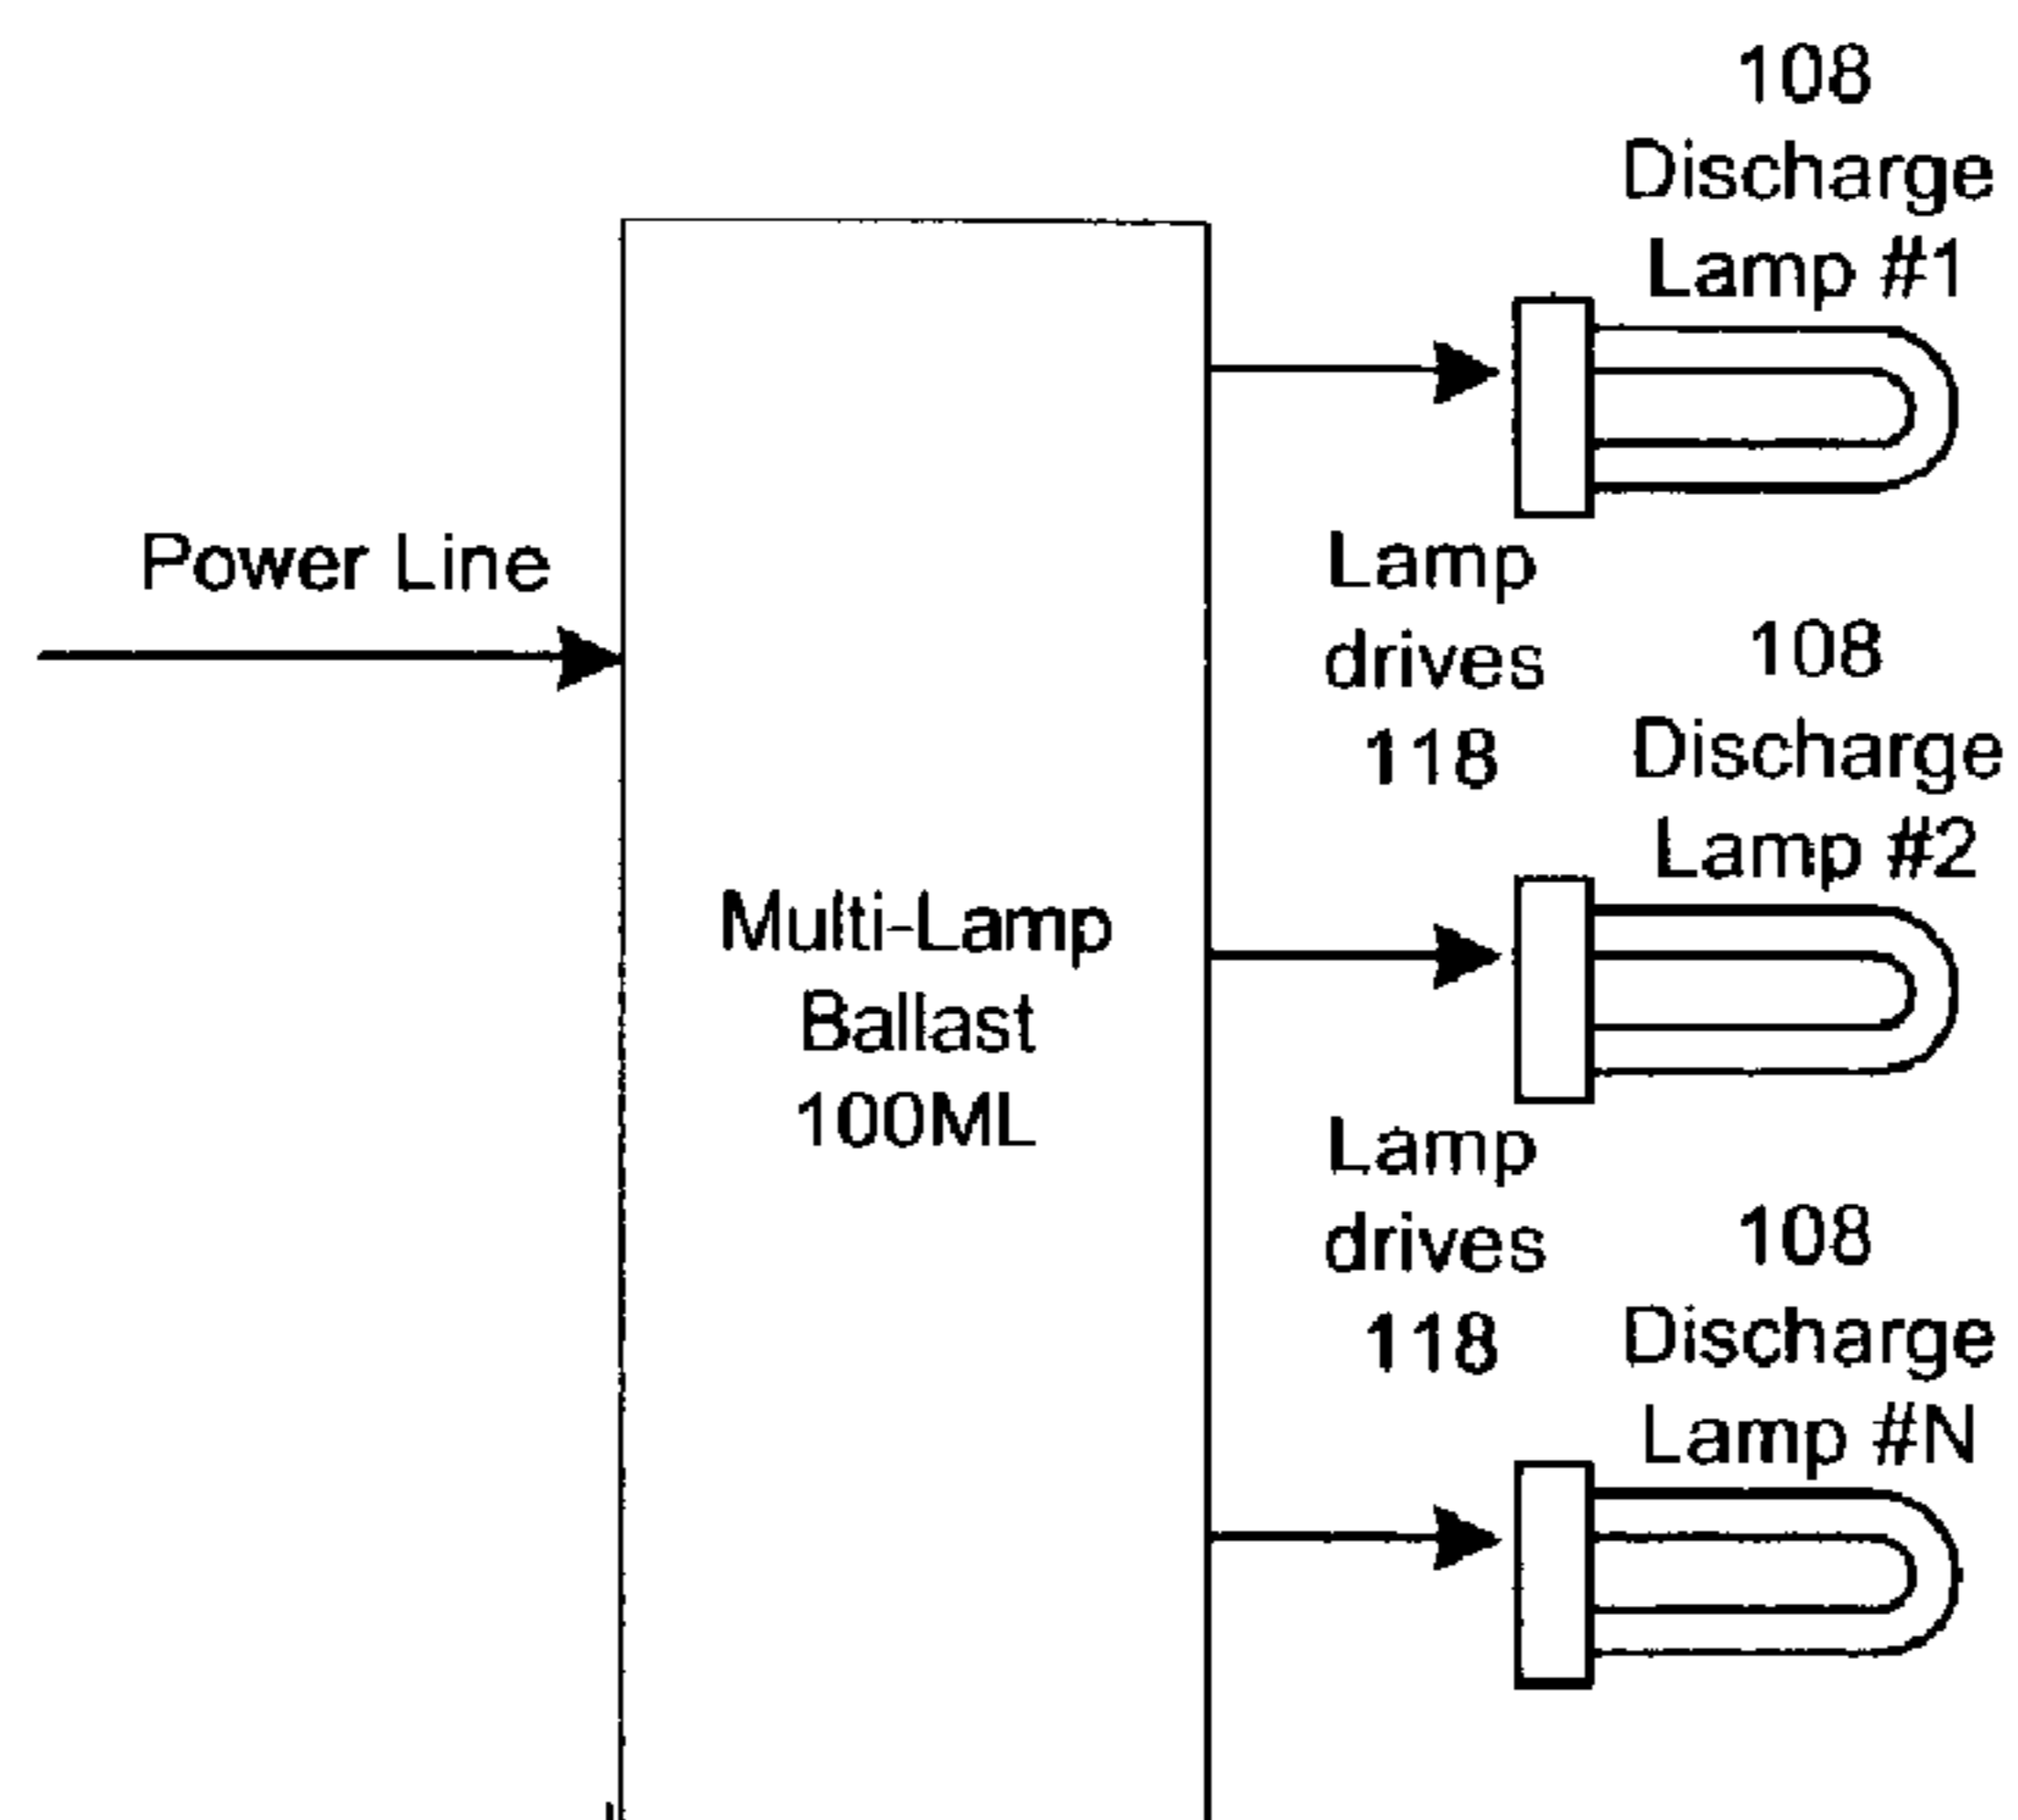 108
Discharge
Lamp #1
Power Line
Lamp
drives
118
108
Discharge
Lamp #2
Multi-Lamp
Ballast
100ML
Lamp
drives
118
108
Discharge
Lamp #N